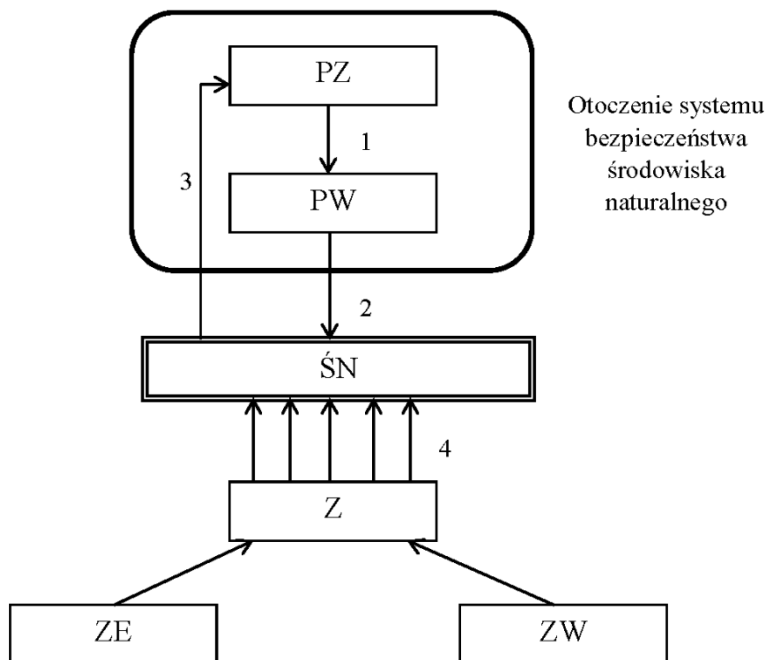 PZ
Otoczenie systemu
bezpieczeństwa
środowiska
naturalnego
1
3
PW
2
ŚN
4
Z
ZE
ZW